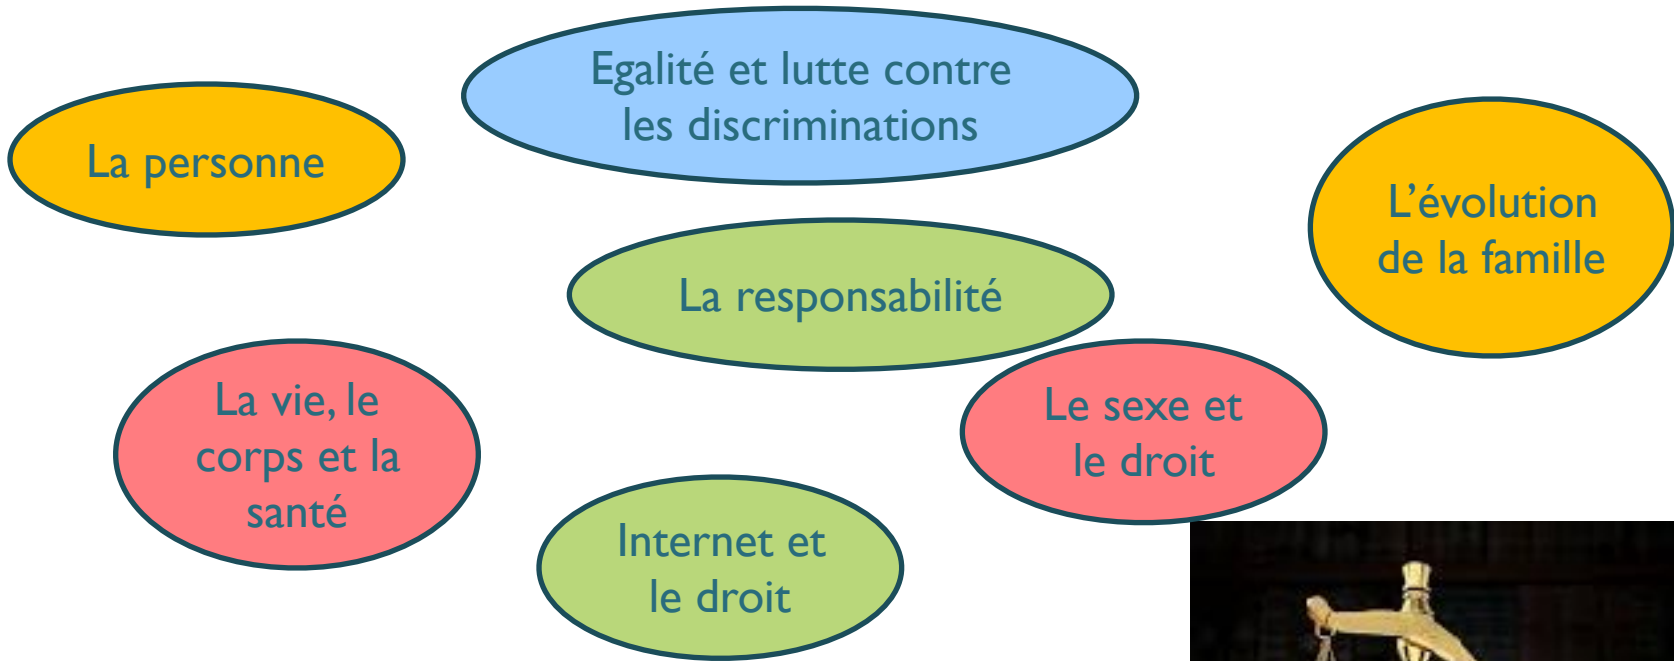 Egalité et lutte contre
les discriminations
La personne
L’évolution
de la famille
La responsabilité
La vie, le
corps et la
santé
Le sexe et
le droit
Internet et
le droit